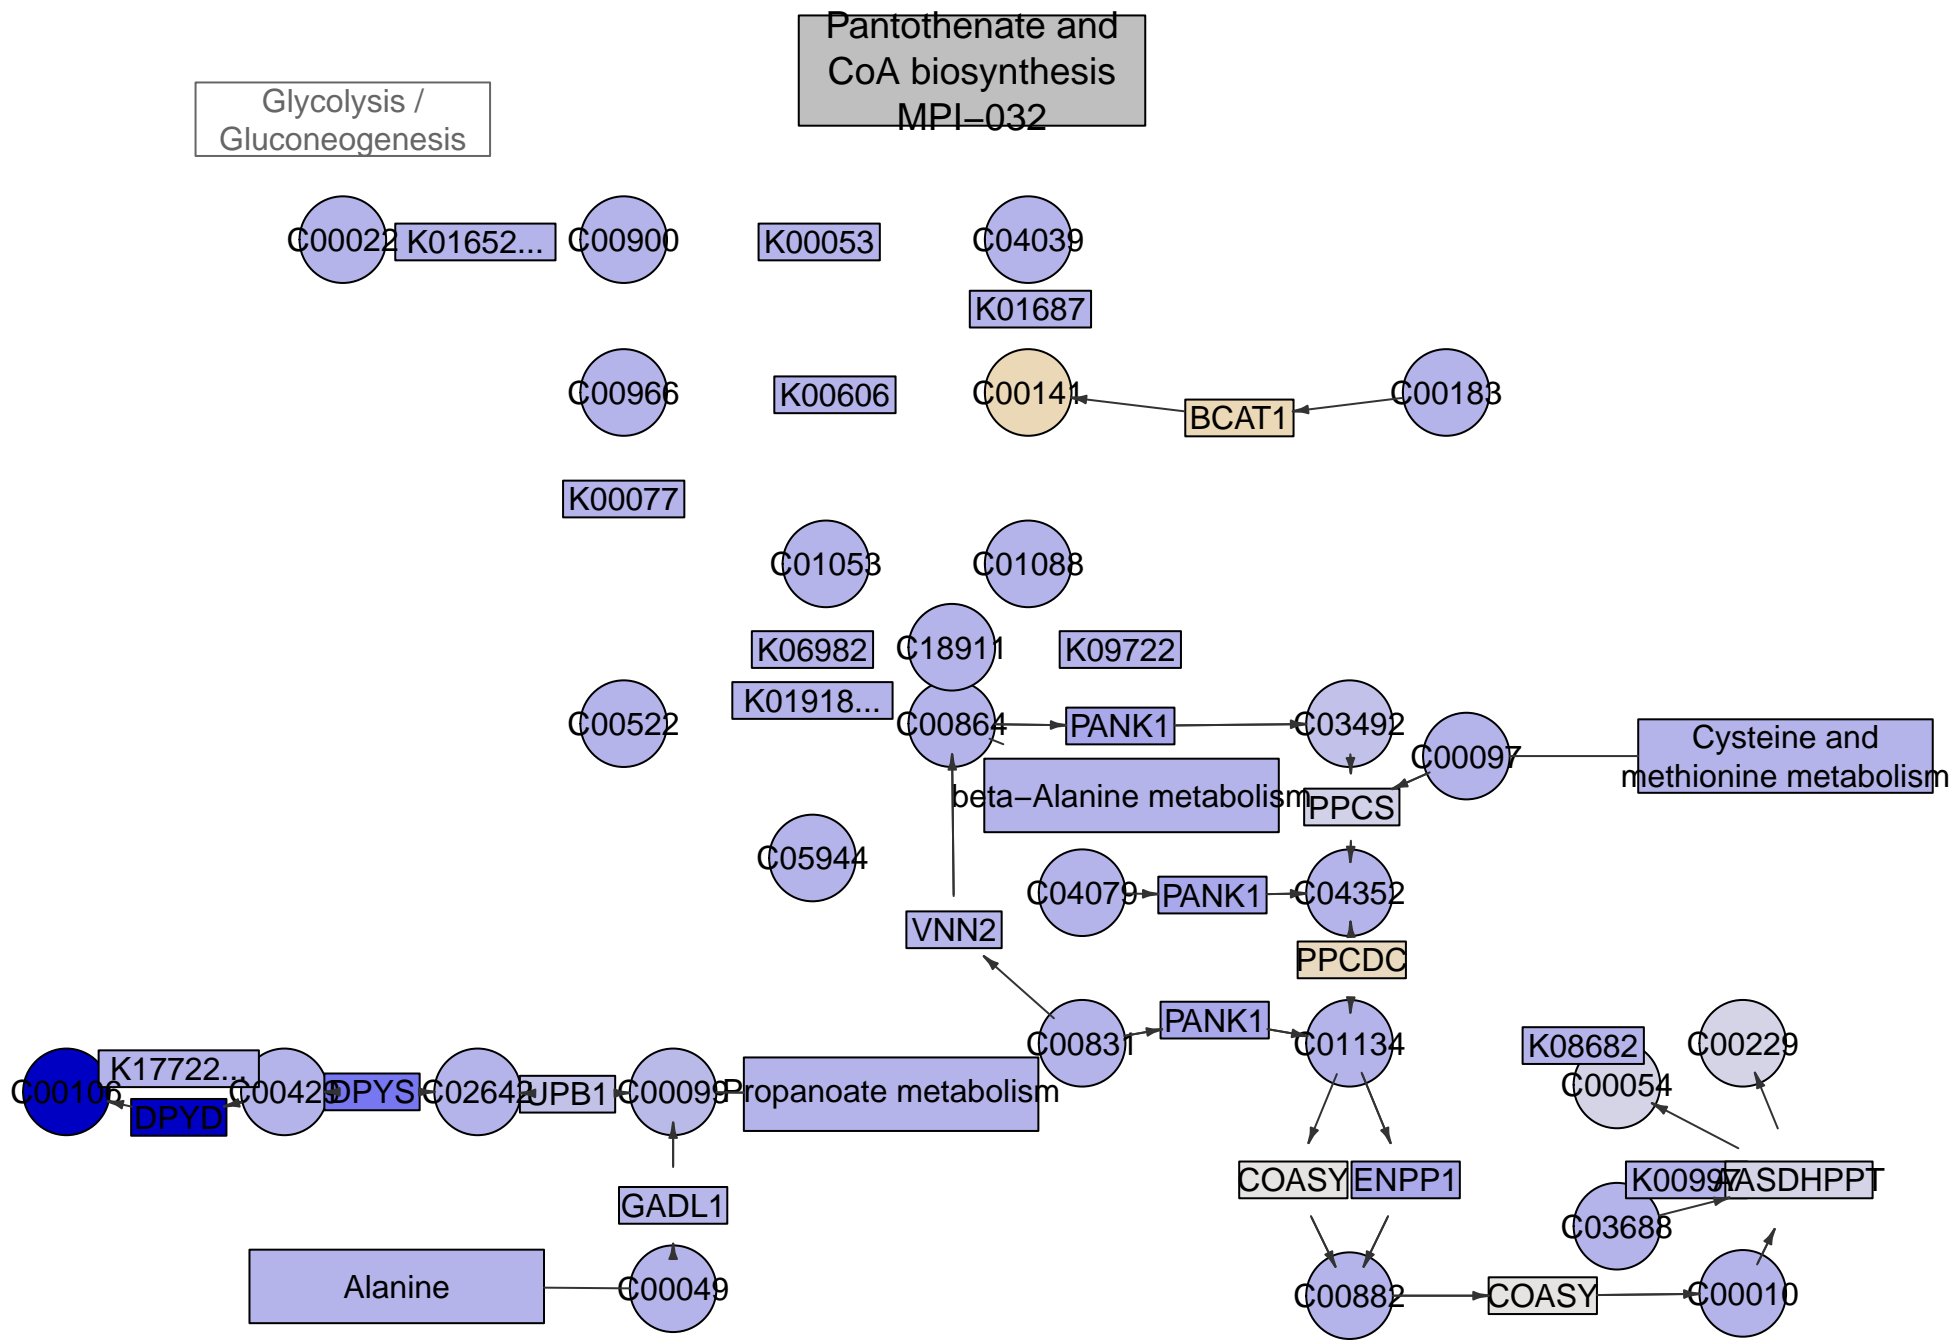 Pantothenate and
CoA biosynthesis
MPI–032
Glycolysis /
Gluconeogenesis
C00022
K01652...
C00900
K00053
C04039
K01687
C00966
K00606
C00141
BCAT1
C00183
K00077
C01053
C01088
K06982
C18911
K09722
K01918...
C00522
C00864
PANK1
C03492
C00097
Cysteine and
methionine metabolism
beta–Alanine metabolism
PPCS
C05944
C04079
PANK1
C04352
VNN2
PPCDC
C00831
PANK1
C01134
K08682
C00229
C00054
K17722...
C00106
DPYD
C00429
DPYS
C02642
UPB1
C00099
Propanoate metabolism
COASY
ENPP1
K00997
AASDHPPT
GADL1
C03688
Alanine
C00049
C00882
COASY
C00010